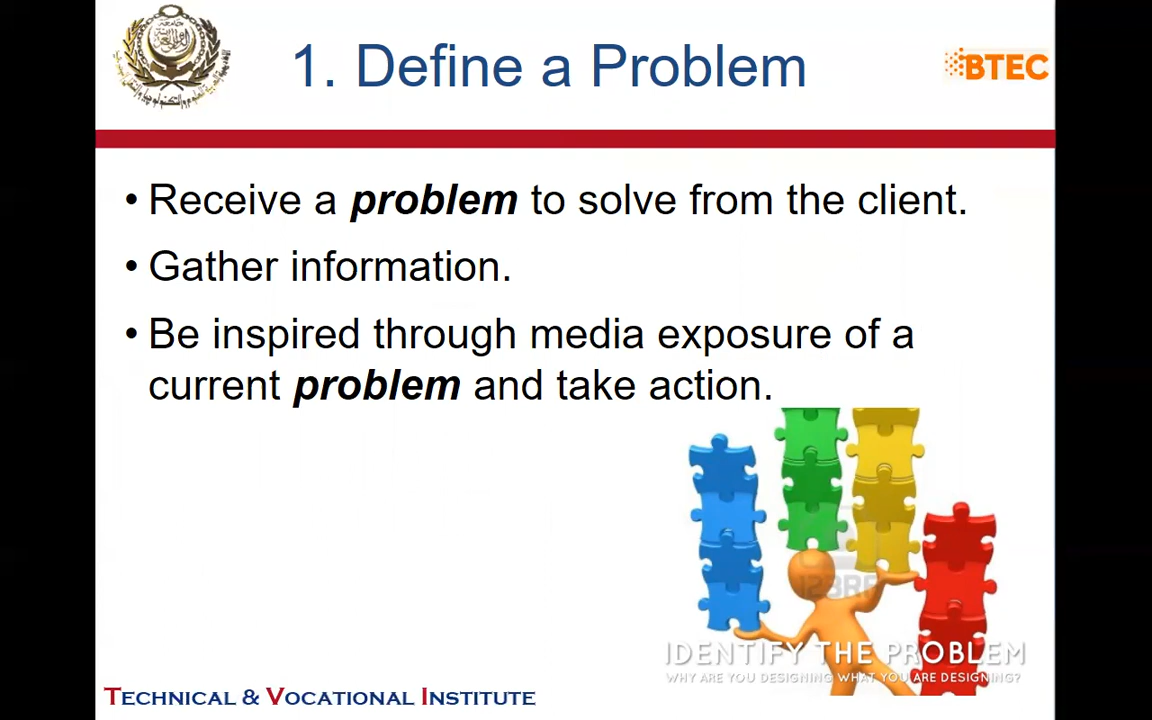 1. Define a Problem
BTEC
• Receive a problem to solve from the client.
• Gather information.
• Be inspired through media exposure of a
current problem and take action.
123RF
IDENTIFY THE PROBLEM
WHY ARE YOU DESIGNING WHAT YOU ARE DESIGNING?
TECHNICAL & VOCATIONAL INSTITUTE